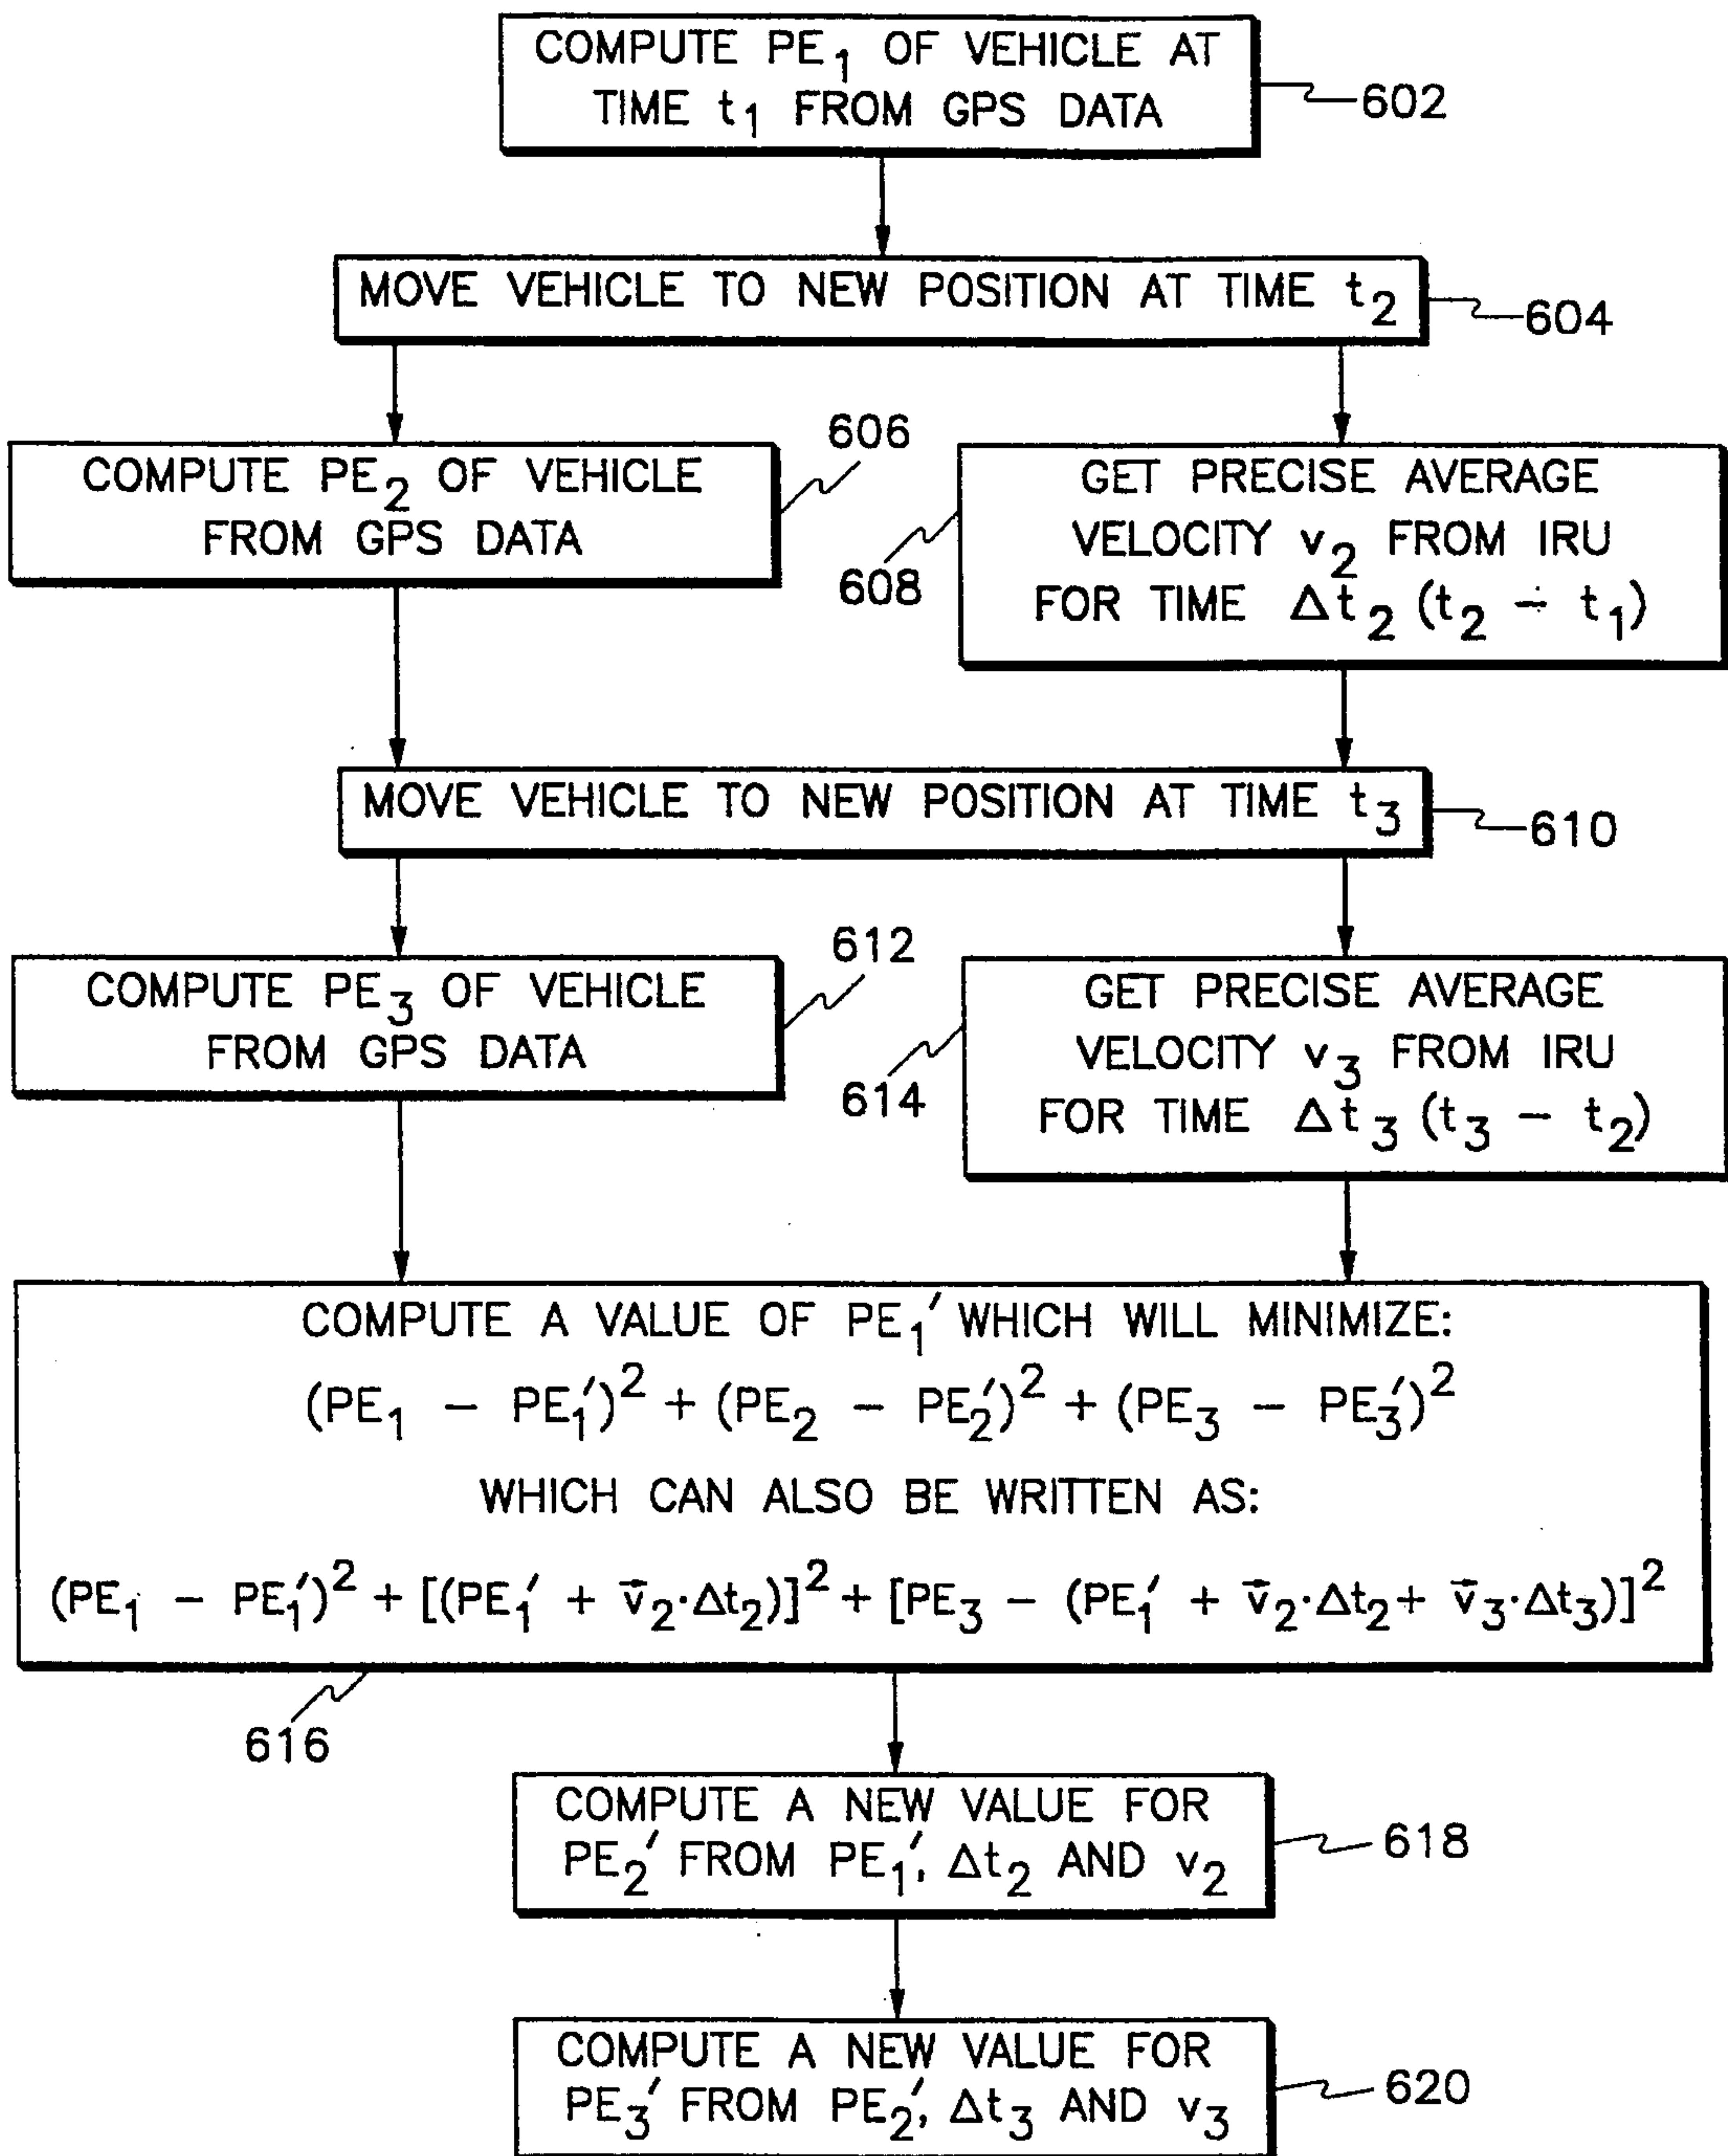 COMPUTE PE₁ OF VEHICLE AT
TIME t₁ FROM GPS DATA
602
MOVE VEHICLE TO NEW POSITION AT TIME t₂
604
COMPUTE PE₂ OF VEHICLE
FROM GPS DATA
606
GET PRECISE AVERAGE
VELOCITY v₂ FROM IRU
FOR TIME Δt₂ (t₂ − t₁)
608
MOVE VEHICLE TO NEW POSITION AT TIME t₃
610
COMPUTE PE₃ OF VEHICLE
FROM GPS DATA
612
GET PRECISE AVERAGE
VELOCITY v₃ FROM IRU
FOR TIME Δt₃ (t₃ − t₂)
614
COMPUTE A VALUE OF PE₁′ WHICH WILL MINIMIZE:
(PE₁ − PE₁′)² + (PE₂ − PE₂′)² + (PE₃ − PE₃′)²
WHICH CAN ALSO BE WRITTEN AS:
(PE₁ − PE₁′)² + [(PE₁′ + v̄₂·Δt₂)]² + [PE₃ − (PE₁′ + v̄₂·Δt₂+ v̄₃·Δt₃)]²
616
COMPUTE A NEW VALUE FOR
PE₂′ FROM PE₁′, Δt₂ AND v₂
618
COMPUTE A NEW VALUE FOR
PE₃′ FROM PE₂′, Δt₃ AND v₃
620